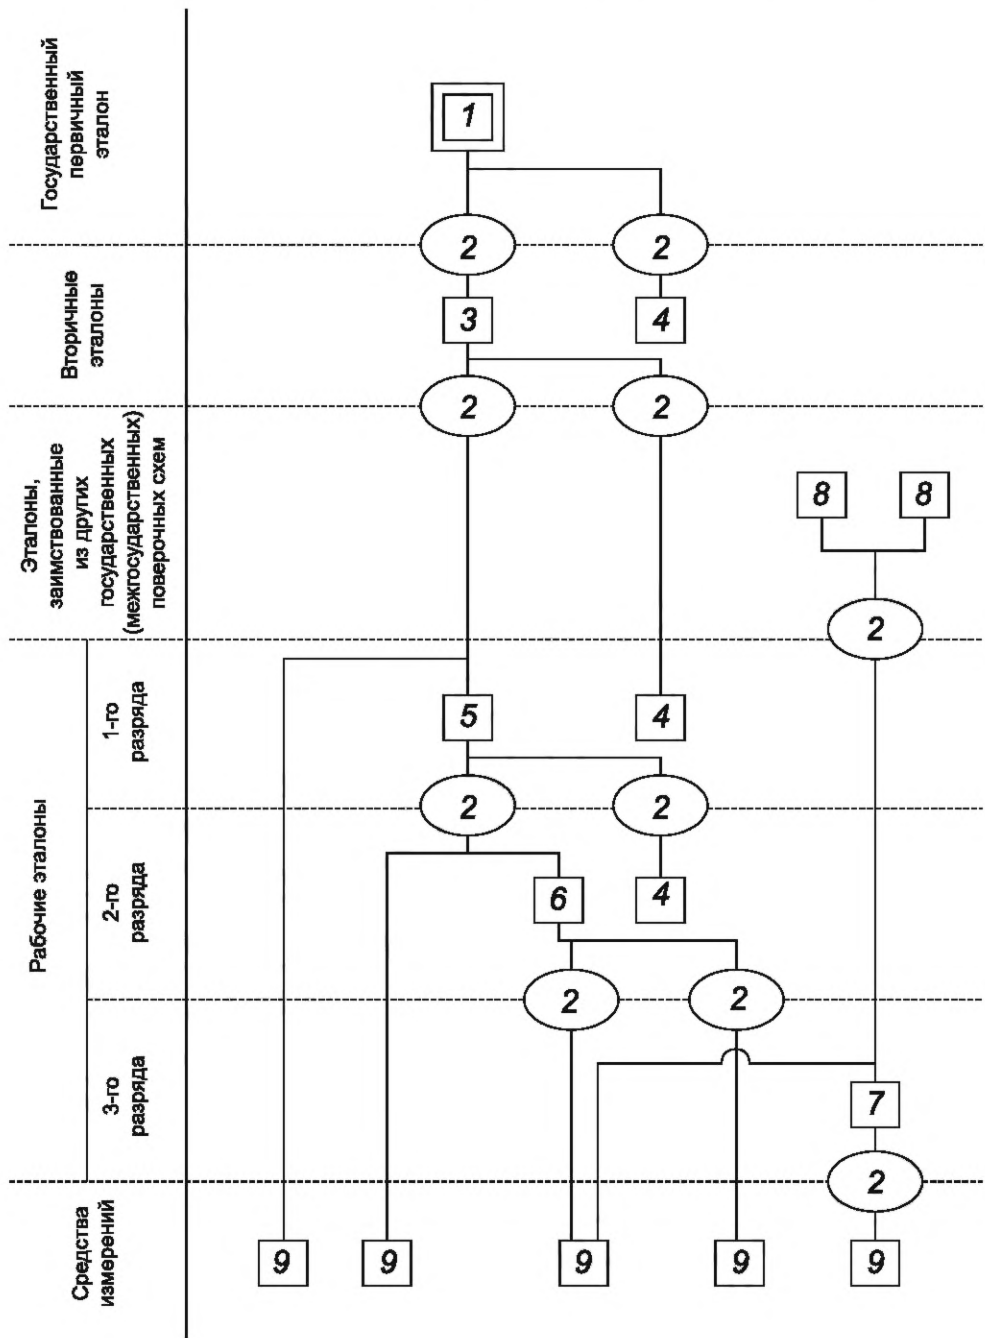 Государственный
первичный
эталон
1
2 2
Вторичные
эталоны
3 4
2 2
Эталоны,
заимствованные
из других
государственных
(межгосударственных)
поверочных схем
8 8
2
Рабочие эталоны
1-го
разряда
5 4
2 2
2-го
разряда
6 4
2 2
3-го
разряда
7
2
Средства
измерений
9 9 9 9 9